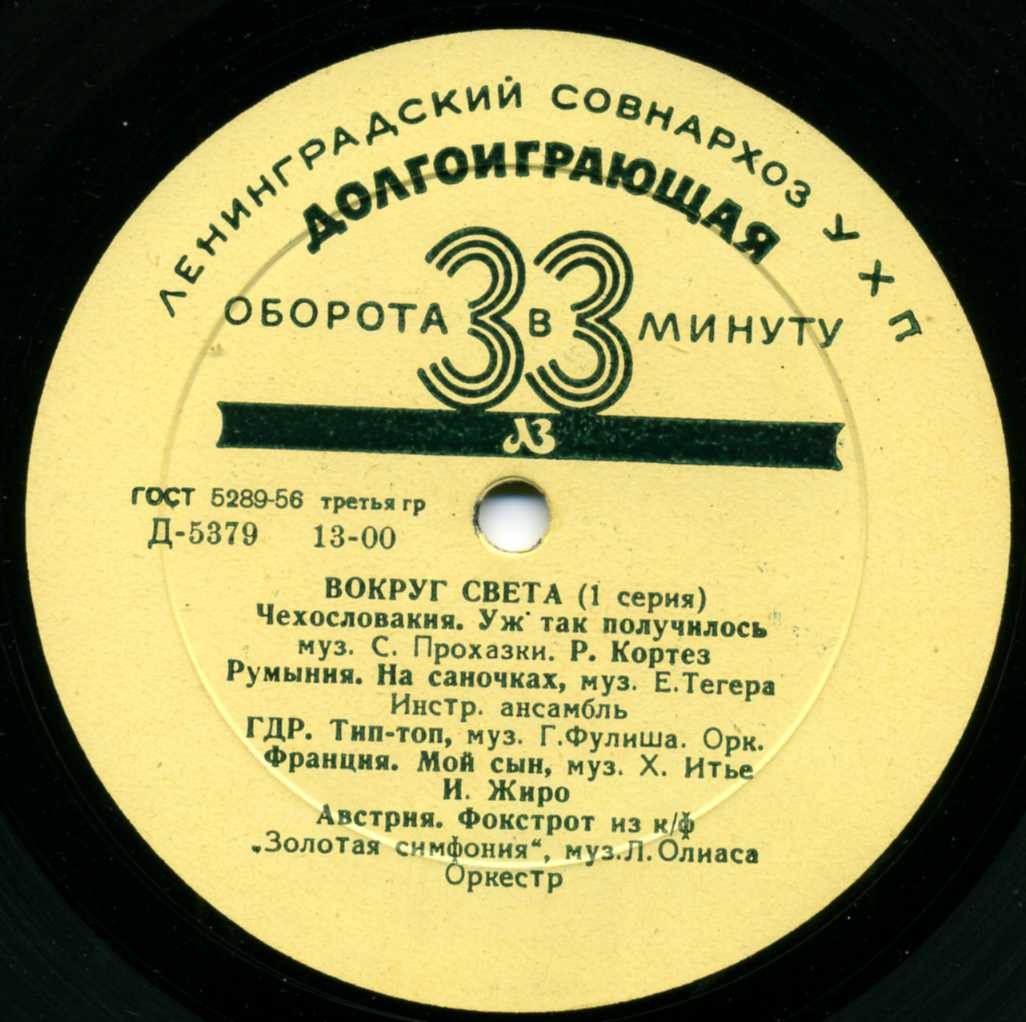 ЛЕНИНГРАДСКИЙ СОВНАРХОЗ УХП
ДОЛГОИГРАЮЩАЯ
ОБОРОТА 33 В МИНУТУ
ЛЗ
ГОСТ 5289-56 третья гр
Д-5379 13-00
ВОКРУГ СВЕТА (1 серия)
Чехословакия. Уж так получилось
муз. С. Прохазки. Р. Кортез
Румыния. На саночках, муз. Е.Тегера
Инстр. ансамбль
ГДР. Тип-топ, муз. Г.Фулиша. Орк.
Франция. Мой сын, муз. Х. Итье
И. Жиро
Австрия. Фокстрот из к/ф
„Золотая симфония“, муз.Л.Олиаса
Оркестр